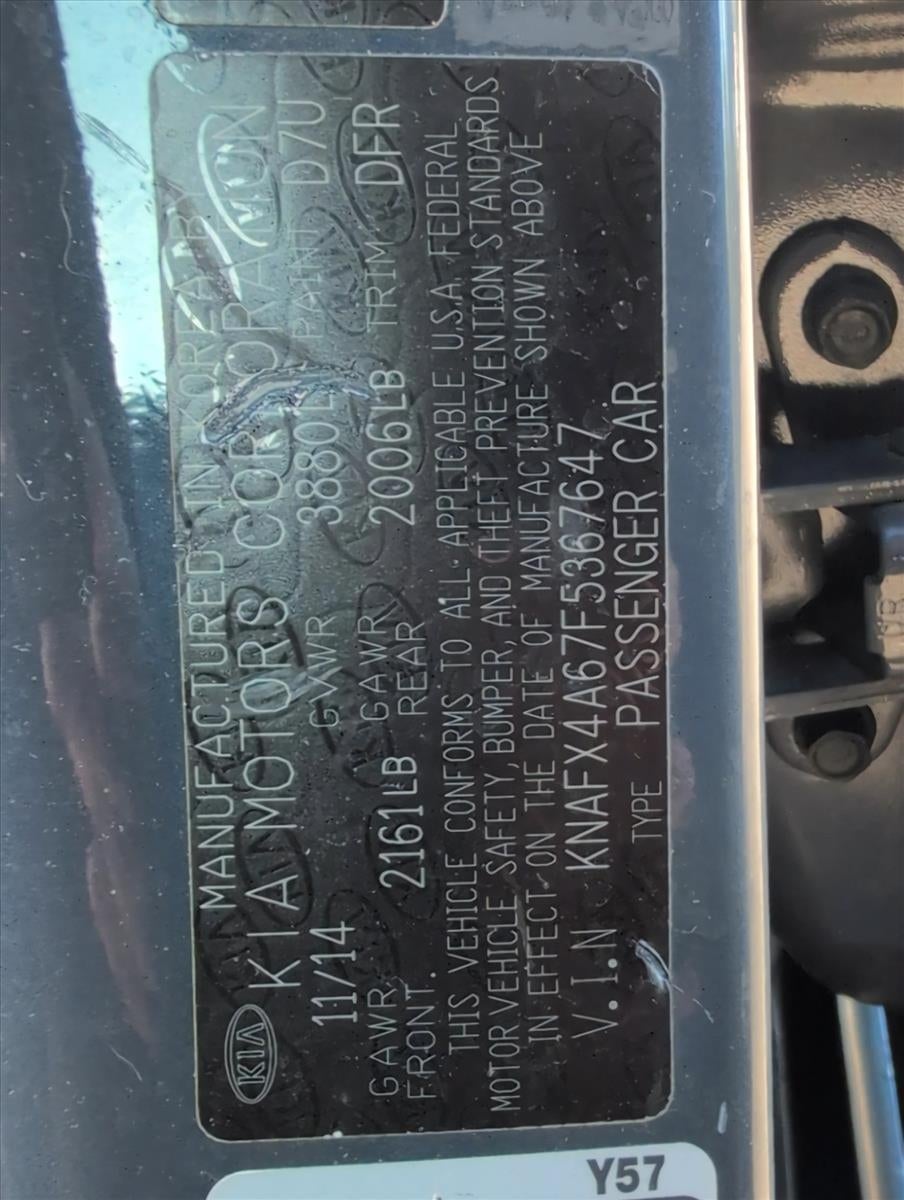 KIA
MANUFACTURED IN KOREA BY
KIA MOTORS CORPORATION
11/14 GVWR 3880LB PAINT D7U
GAWR GAWR TRIM DFR
FRONT. 2161LB REAR 2006LB
THIS VEHICLE CONFORMS TO ALL APPLICABLE U.S.A. FEDERAL
MOTOR VEHICLE SAFETY, BUMPER, AND THEFT PREVENTION STANDARDS
IN EFFECT ON THE DATE OF MANUFACTURE SHOWN ABOVE
V.I.N KNAFX4A67F5367647
TYPE PASSENGER CAR
Y57